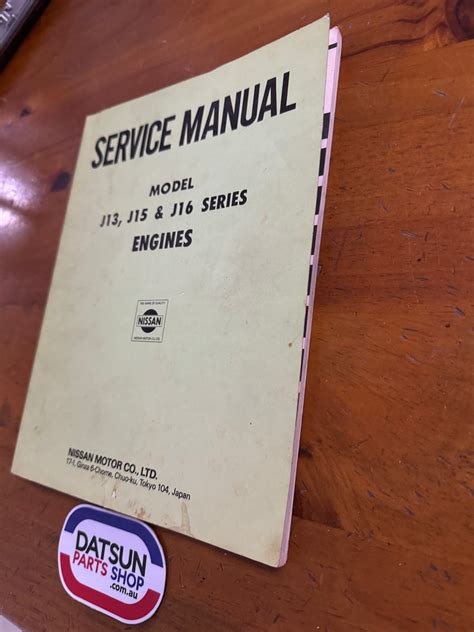 SERVICE MANUAL
MODEL
J13, J15 & J16 SERIES
ENGINES
NISSAN
NISSAN MOTOR CO., LTD.
17-1, Ginza 6-Chome, Chuo-ku, Tokyo 104, Japan
DATSUN
PARTS
SHOP
.com.au